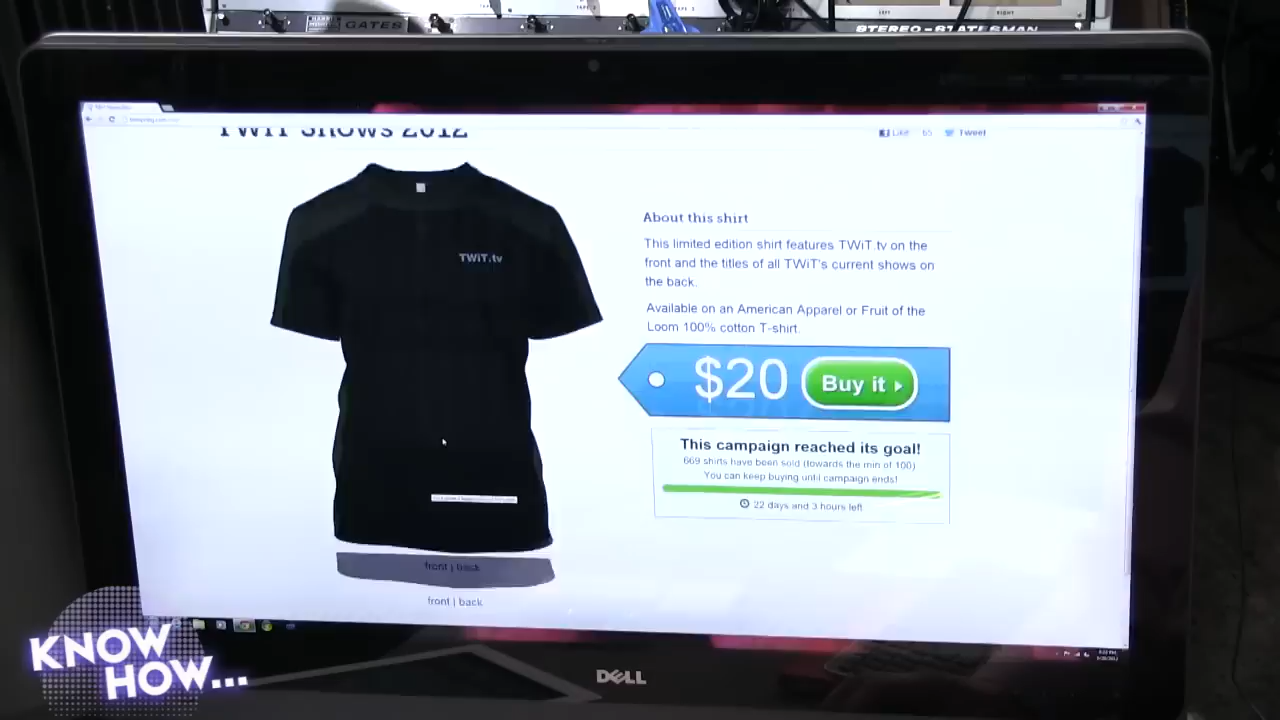 GATES
STEREO-STATESMAN
TWIT SHOWS 2012
Like 65 Tweet
TWiT.tv
About this shirt
This limited edition shirt features TWiT.tv on the
front and the titles of all TWiT's current shows on
the back.
Available on an American Apparel or Fruit of the
Loom 100% cotton T-shirt.
$20 Buy it
This campaign reached its goal!
669 shirts have been sold (towards the min of 100)
You can keep buying until campaign ends!
22 days and 3 hours left
front | back
front | back
KNOW
HOW...
DELL